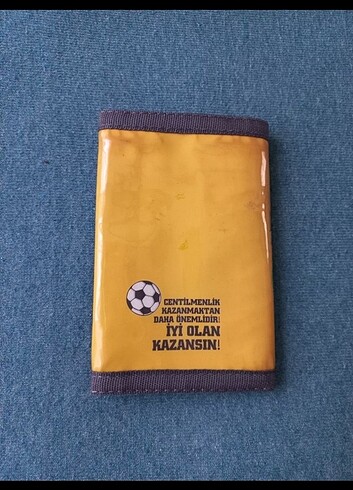 CENTİLMENLİK
KAZANMAKTAN
DAHA ÖNEMLİDİR!
İYİ OLAN
KAZANSIN!